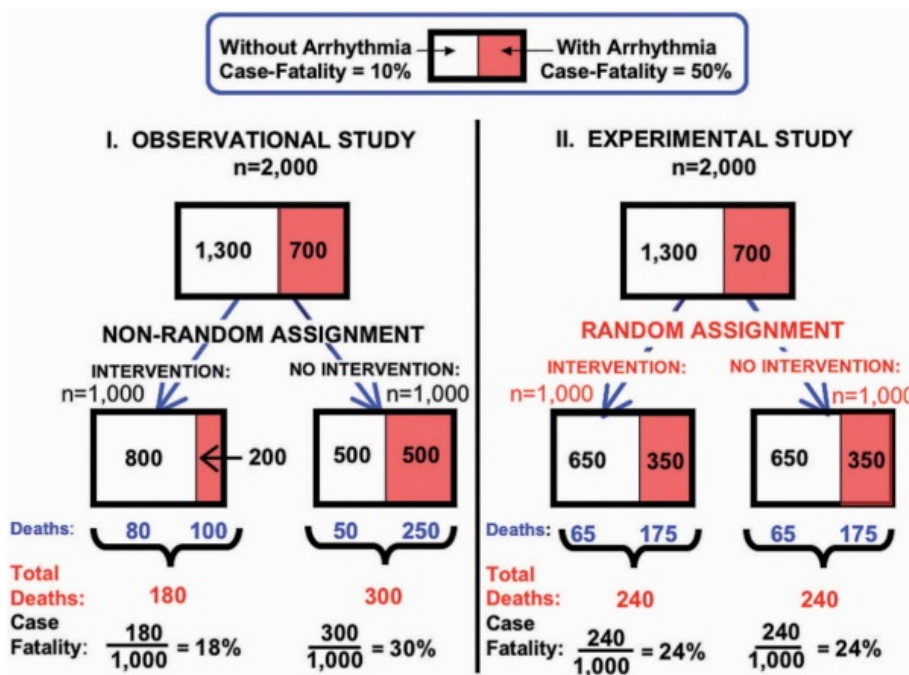 Without Arrhythmia
Case-Fatality = 10%
With Arrhythmia
Case-Fatality = 50%
I. OBSERVATIONAL STUDY
n=2,000
1,300 700
NON-RANDOM ASSIGNMENT
INTERVENTION:
n=1,000
NO INTERVENTION:
n=1,000
800 200
500 500
Deaths: 80 100 50 250
Total
Deaths: 180 300
Case
Fatality: 180/1,000 = 18% 300/1,000 = 30%
II. EXPERIMENTAL STUDY
n=2,000
1,300 700
RANDOM ASSIGNMENT
INTERVENTION:
n=1,000
NO INTERVENTION:
n=1,000
650 350
650 350
Deaths: 65 175 65 175
Total
Deaths: 240 240
Case
Fatality: 240/1,000 = 24% 240/1,000 = 24%